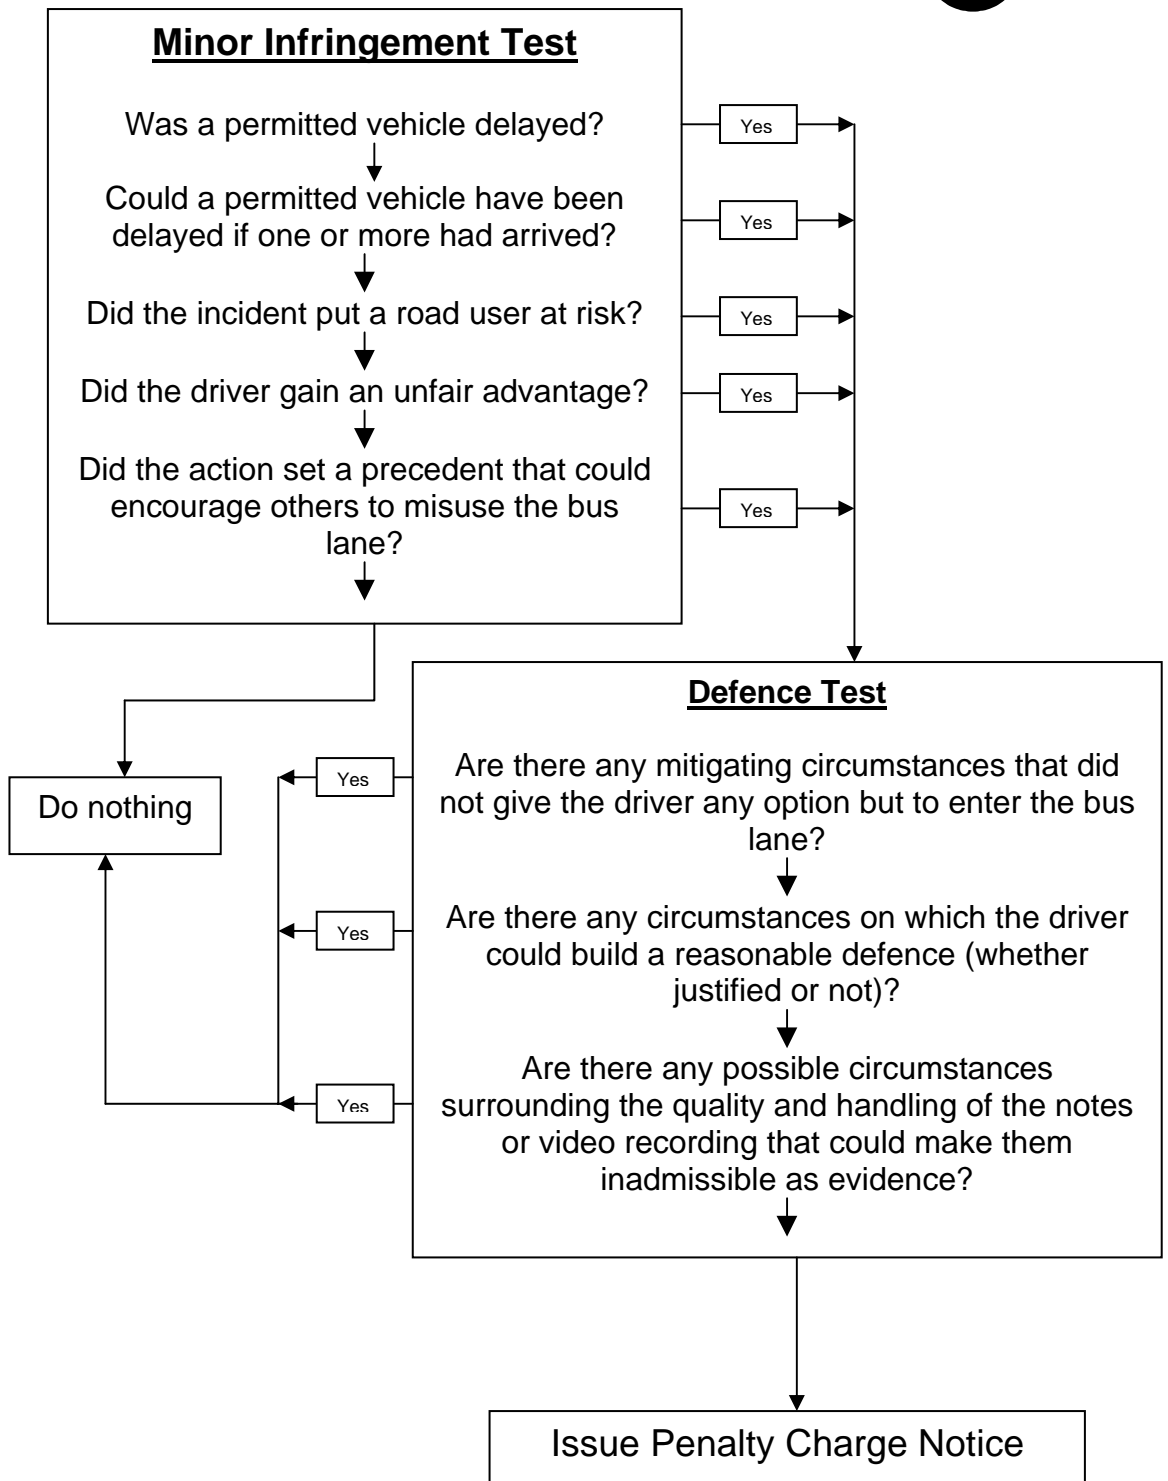 Minor Infringement Test
Was a permitted vehicle delayed?
Yes
Could a permitted vehicle have been
delayed if one or more had arrived?
Yes
Did the incident put a road user at risk?
Yes
Did the driver gain an unfair advantage?
Yes
Did the action set a precedent that could
encourage others to misuse the bus
lane?
Yes
Defence Test
Are there any mitigating circumstances that did
not give the driver any option but to enter the bus
lane?
Yes
Do nothing
Are there any circumstances on which the driver
could build a reasonable defence (whether
justified or not)?
Yes
Are there any possible circumstances
surrounding the quality and handling of the notes
or video recording that could make them
inadmissible as evidence?
Yes
Issue Penalty Charge Notice